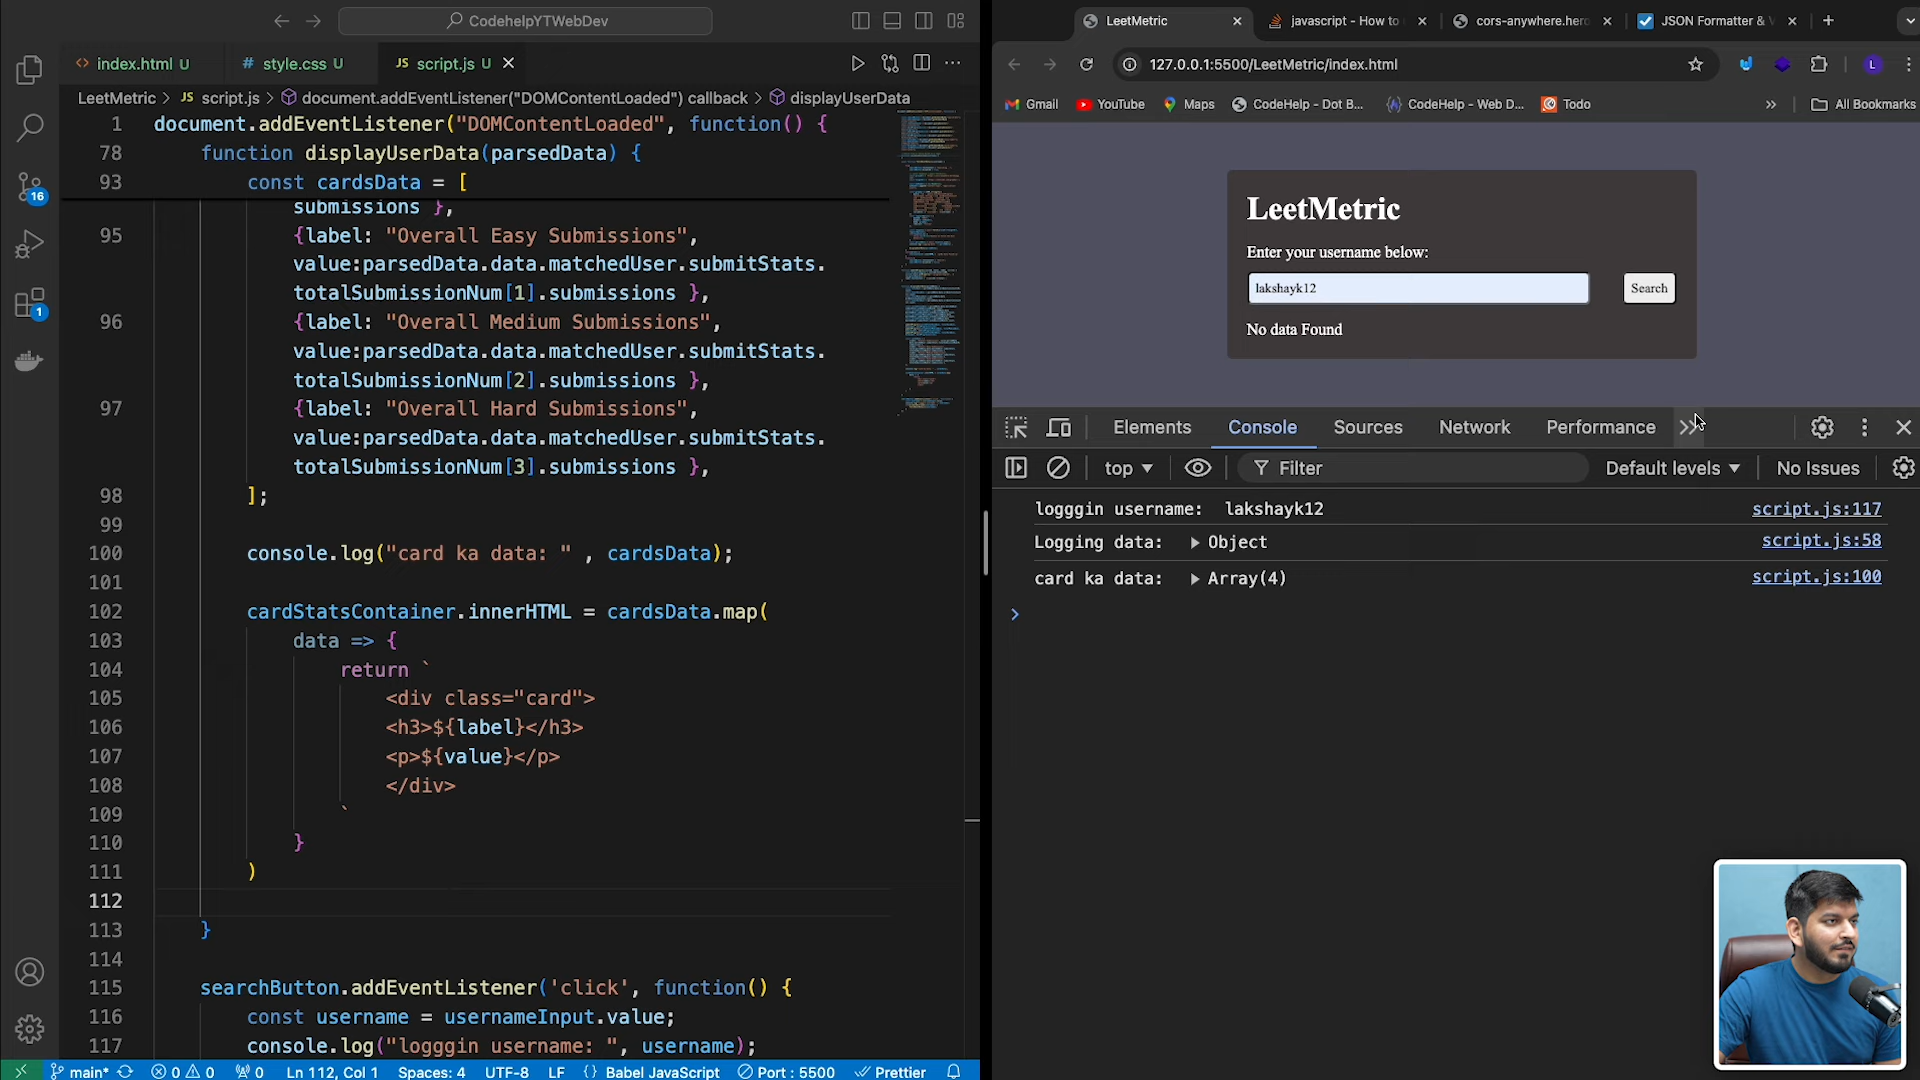 CodehelpYTWebDev
index.html U
style.css U
JS script.js U
LeetMetric > JS script.js > document.addEventListener("DOMContentLoaded") callback > displayUserData
1 document.addEventListener("DOMContentLoaded", function() {
78 function displayUserData(parsedData) {
93 const cardsData = [
submissions },
95 {label: "Overall Easy Submissions",
value:parsedData.data.matchedUser.submitStats.
totalSubmissionNum[1].submissions },
96 {label: "Overall Medium Submissions",
value:parsedData.data.matchedUser.submitStats.
totalSubmissionNum[2].submissions },
97 {label: "Overall Hard Submissions",
value:parsedData.data.matchedUser.submitStats.
totalSubmissionNum[3].submissions },
98 ];
99
100 console.log("card ka data: " , cardsData);
101
102 cardStatsContainer.innerHTML = cardsData.map(
103 data => {
104 return `
105 <div class="card">
106 <h3>${label}</h3>
107 <p>${value}</p>
108 </div>
109 `
110 }
111 )
112
113 }
114
115 searchButton.addEventListener('click', function() {
116 const username = usernameInput.value;
117 console.log("logggin username: ", username);
16
1
main* 0 0 0 Ln 112, Col 1 Spaces: 4 UTF-8 LF {} Babel JavaScript Port : 5500 Prettier
LeetMetric
javascript - How to
cors-anywhere.hero
JSON Formatter & V
127.0.0.1:5500/LeetMetric/index.html
L
Gmail YouTube Maps CodeHelp - Dot B... CodeHelp - Web D... Todo » All Bookmarks
LeetMetric
Enter your username below:
lakshayk12
Search
No data Found
Elements Console Sources Network Performance
top Filter Default levels No Issues
logggin username: lakshayk12 script.js:117
Logging data: Object script.js:58
card ka data: Array(4) script.js:100